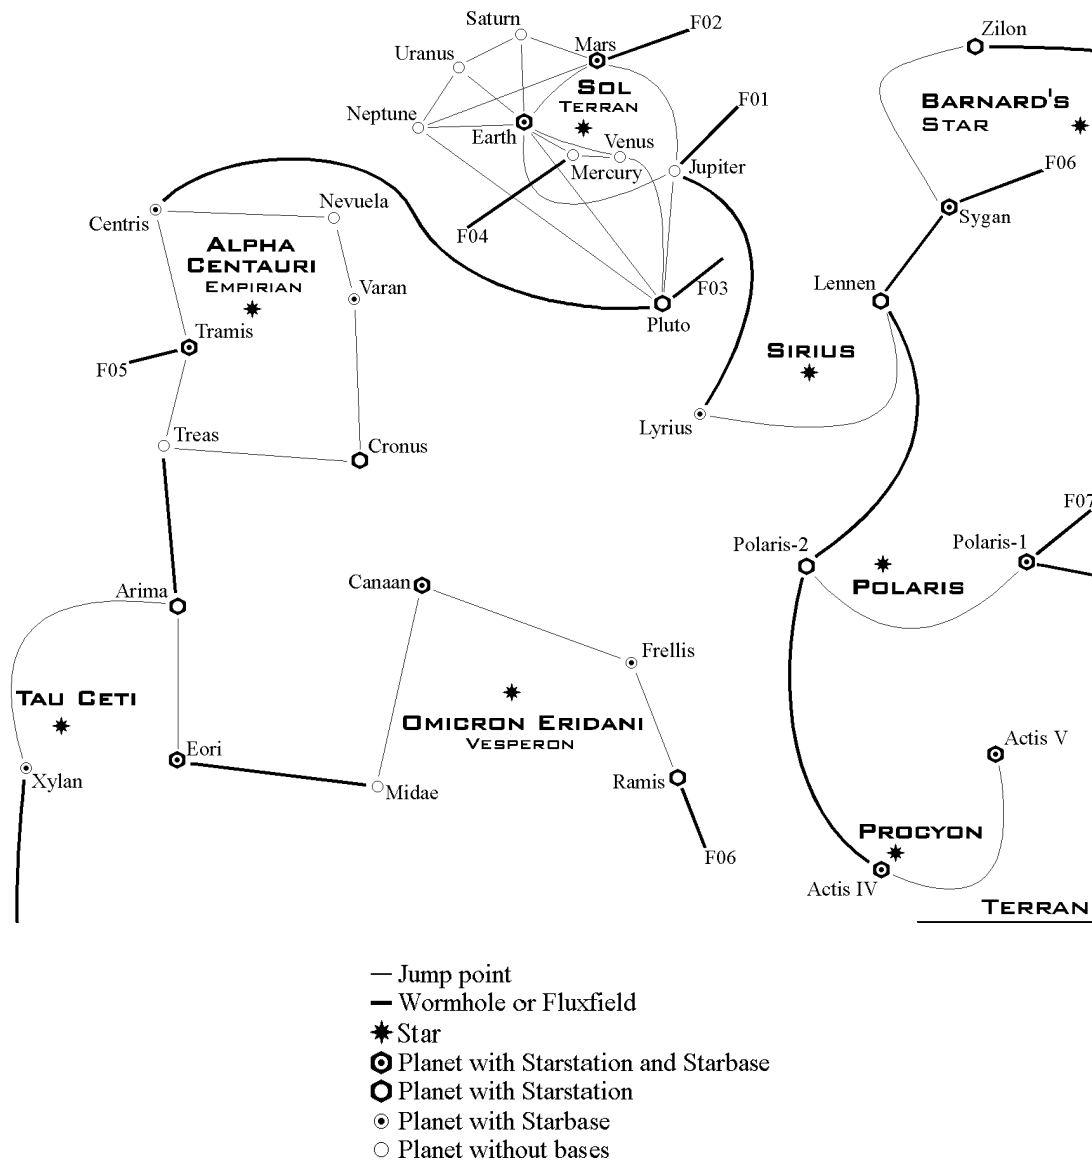 Saturn
F02
Zilon
Mars
Uranus
SOL
TERRAN
BARNARD'S
STAR
F01
Neptune
Earth
Venus
Mercury
Jupiter
F06
Nevuela
Centris
Sygan
F04
ALPHA
CENTAURI
EMPIRIAN
Varan
F03
Lennen
Pluto
Tramis
SIRIUS
F05
Lyrius
Treas
Cronus
F07
Polaris-2
Polaris-1
POLARIS
Arima
Canaan
Frellis
TAU CETI
OMICRON ERIDANI
VESPERON
Eori
Actis V
Xylan
Midae
Ramis
PROCYON
F06
Actis IV
TERRAN
Jump point
Wormhole or Fluxfield
Star
Planet with Starstation and Starbase
Planet with Starstation
Planet with Starbase
Planet without bases